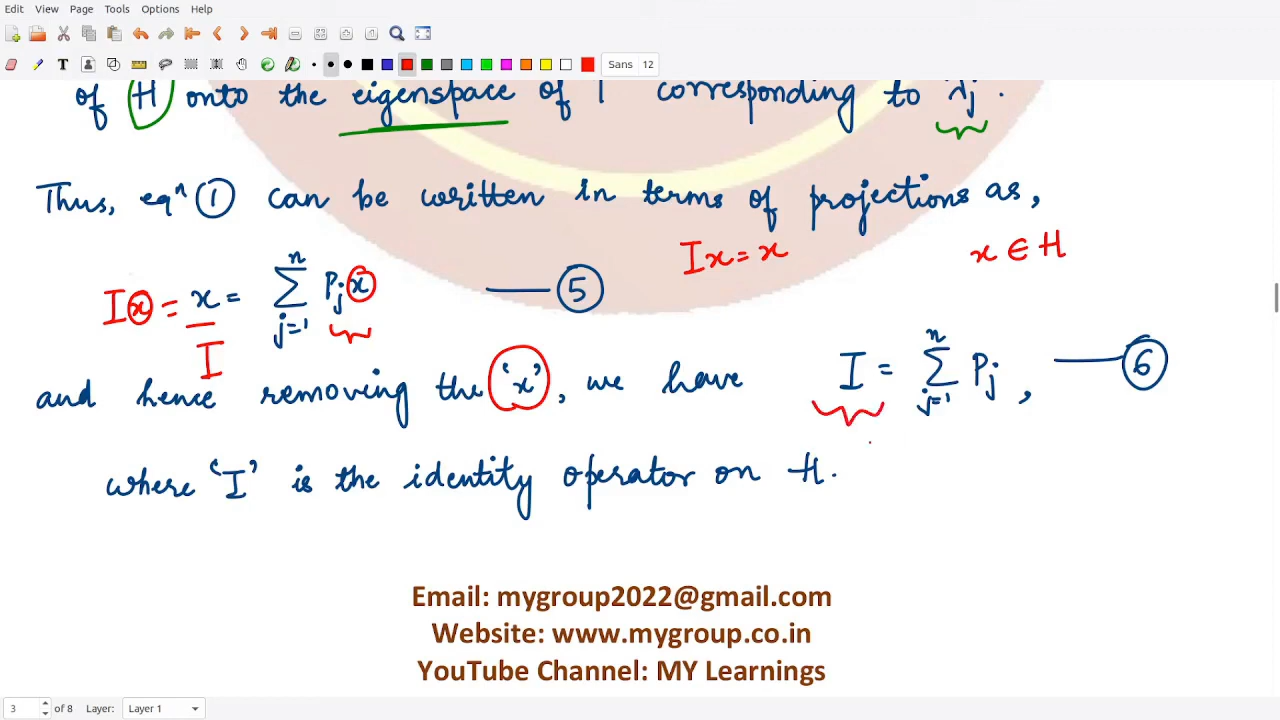 Edit View Page Tools Options Help
Sans 12
of H onto the eigenspace of T corresponding to λj.
Thus, eqⁿ ① can be written in terms of projections as,
Ix = x x ∈ H
Ix = x = n∑j=1 Pj x —— ⑤
I
and hence removing the 'x', we have I = n∑j=1 Pj, —— ⑥
where 'I' is the identity operator on H.
Email: mygroup2022@gmail.com
Website: www.mygroup.co.in
YouTube Channel: MY Learnings
3 of 8 Layer: Layer 1